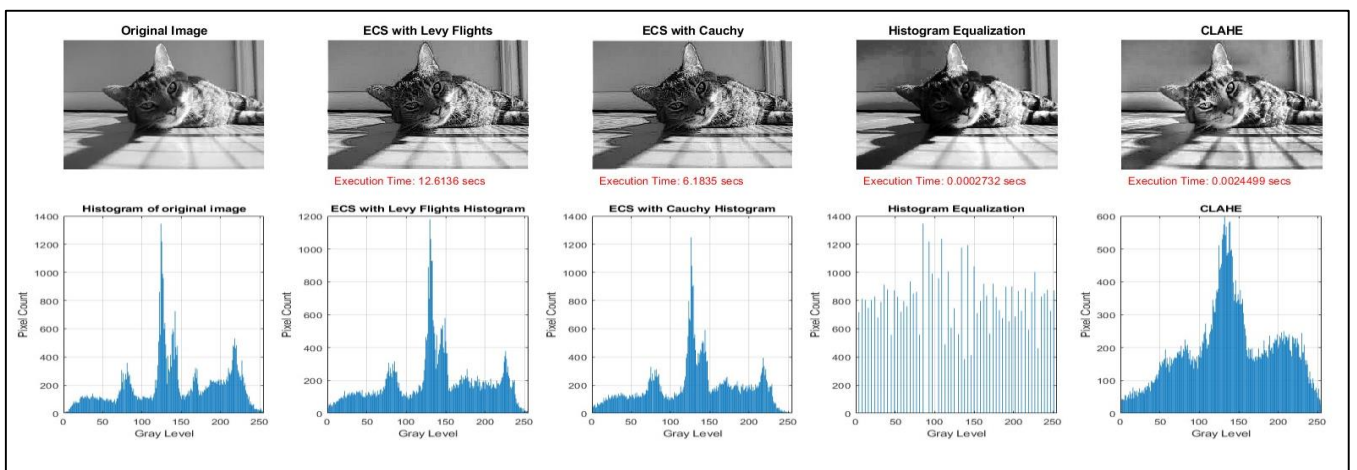 Original Image
ECS with Levy Flights
ECS with Cauchy
Histogram Equalization
CLAHE
Execution Time: 12.6136 secs
Execution Time: 6.1835 secs
Execution Time: 0.0002732 secs
Execution Time: 0.0024499 secs
Histogram of original image
1400
1200
1000
800
600
400
200
0
Pixel Count
0 50 100 150 200 250
Gray Level
ECS with Levy Flights Histogram
1200
1000
800
600
400
200
0
Pixel Count
0 50 100 150 200 250
Gray Level
ECS with Cauchy Histogram
1400
1200
1000
800
600
400
200
0
Pixel Count
0 50 100 150 200 250
Gray Level
Histogram Equalization
1400
1200
1000
800
600
400
200
0
Pixel Count
0 50 100 150 200 250
Gray Level
CLAHE
600
500
400
300
200
100
0
Pixel Count
0 50 100 150 200 250
Gray Level